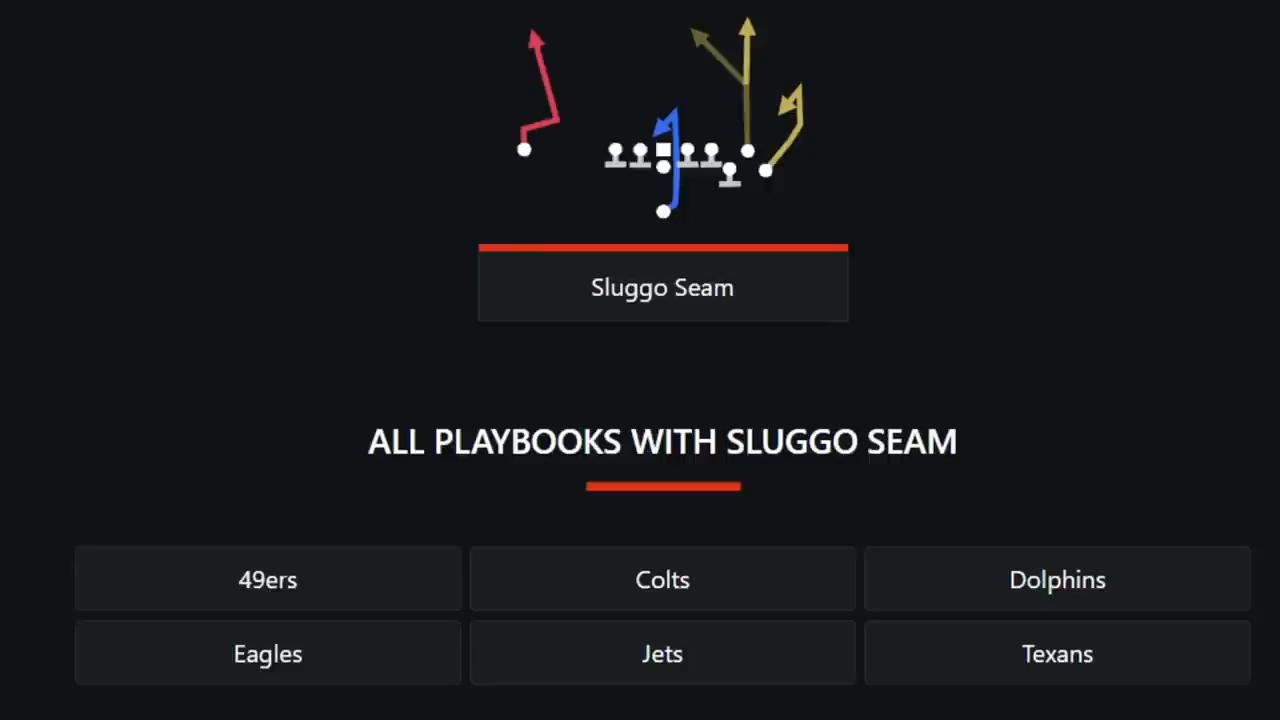 Sluggo Seam
ALL PLAYBOOKS WITH SLUGGO SEAM
49ers
Colts
Dolphins
Eagles
Jets
Texans